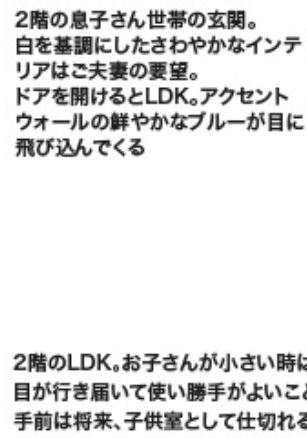 2階の息子さん世帯の玄関。
白を基調にしたさわやかなインテ
リアはご夫妻の要望。
ドアを開けるとLDK。アクセント
ウォールの鮮やかなブルーが目に
飛び込んでくる
2階のLDK。お子さんが小さい時に
目が行き届いて使い勝手がよいこ
手前は将来、子供室として仕切れ